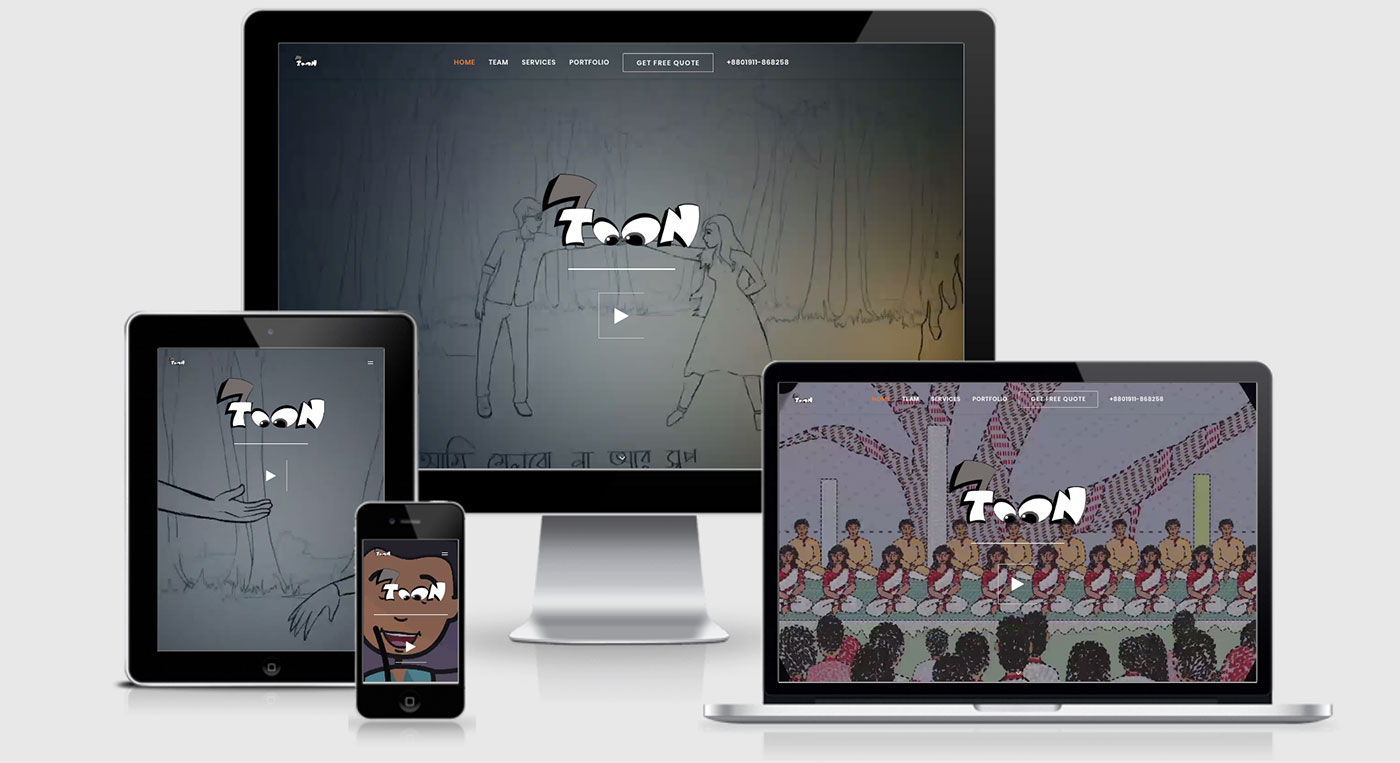 TOON
HOME TEAM SERVICES PORTFOLIO GET FREE QUOTE +8801911-868258
TOON
আমি না আর
TOON
TOON
TOON
TOON
TOON HOME TEAM SERVICES PORTFOLIO GET FREE QUOTE +8801911-868258
TOON